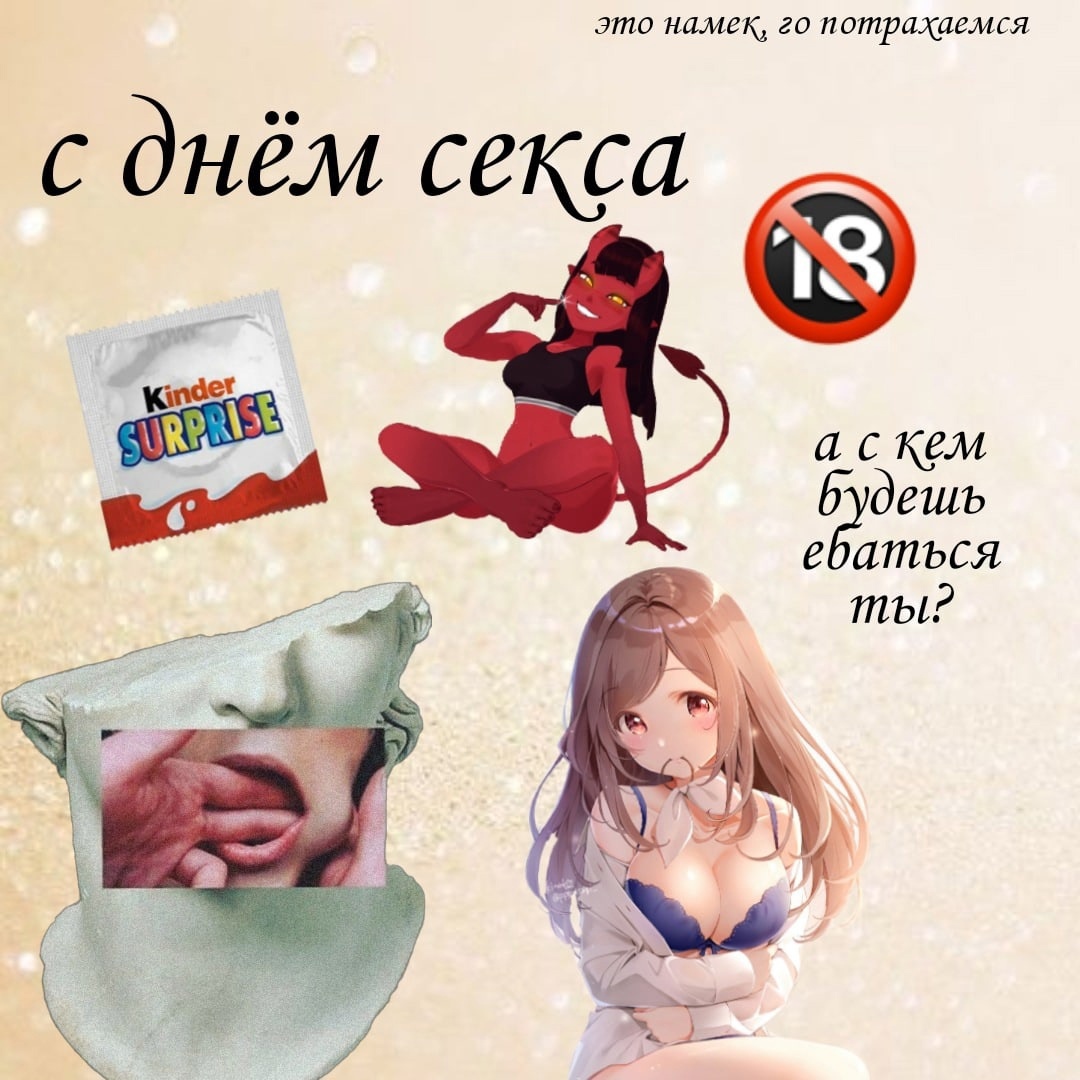 это намек, го потрахаемся
с днём секса
18
Kinder
SURPRISE
а с кем
будешь
ебаться
ты?